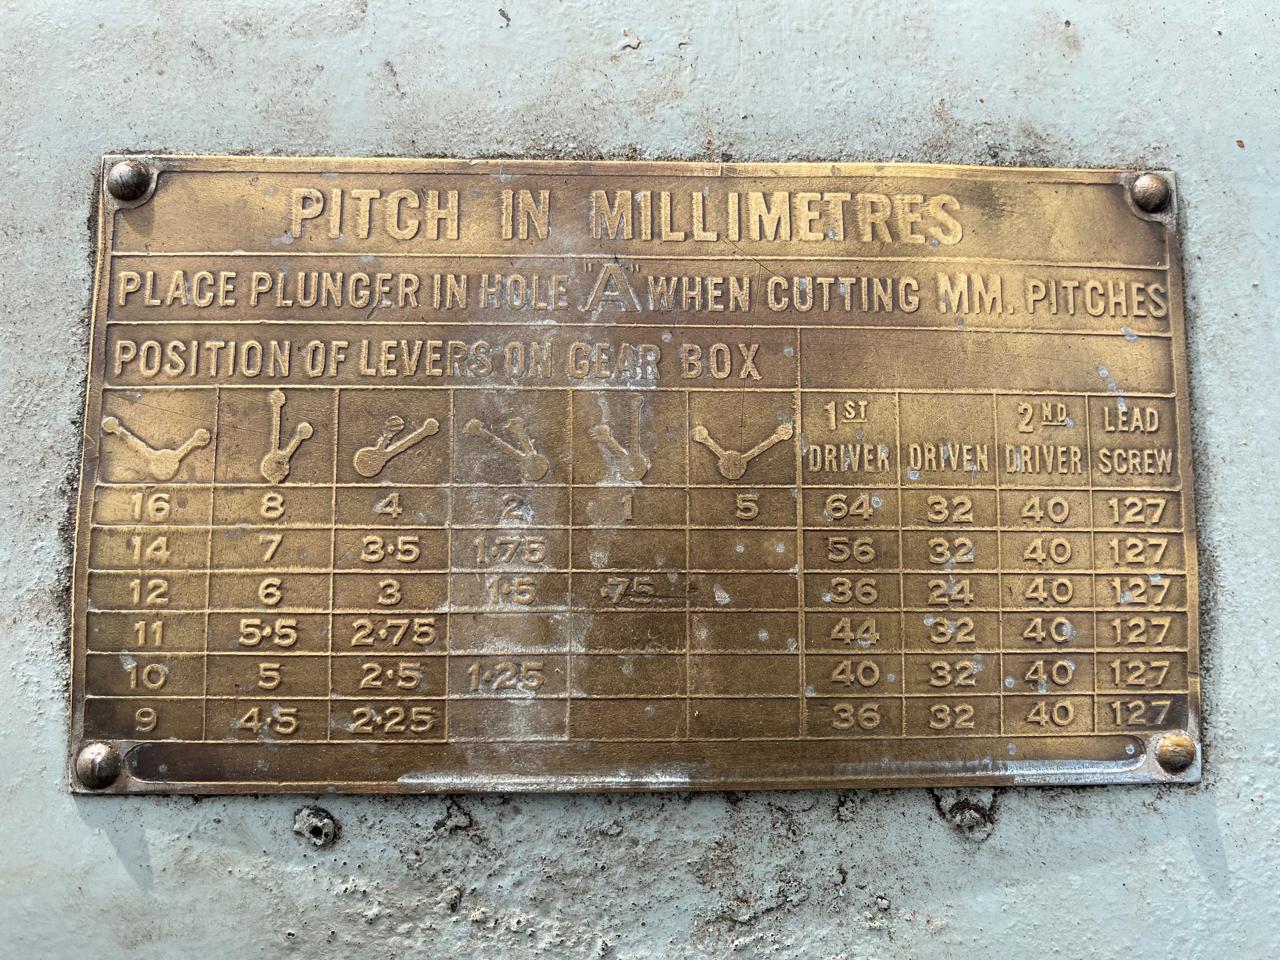 PITCH IN MILLIMETRES
PLACE PLUNGER IN HOLE "A" WHEN CUTTING MM. PITCHES
POSITION OF LEVERS ON GEAR BOX
1ST DRIVER DRIVEN 2ND DRIVER LEAD SCREW
16 8 4 2 1 5 64 32 40 127
14 7 3·5 1·75 56 32 40 127
12 6 3 1·5 ·75 36 24 40 127
11 5·5 2·75 44 32 40 127
10 5 2·5 1·25 40 32 40 127
9 4·5 2·25 36 32 40 127